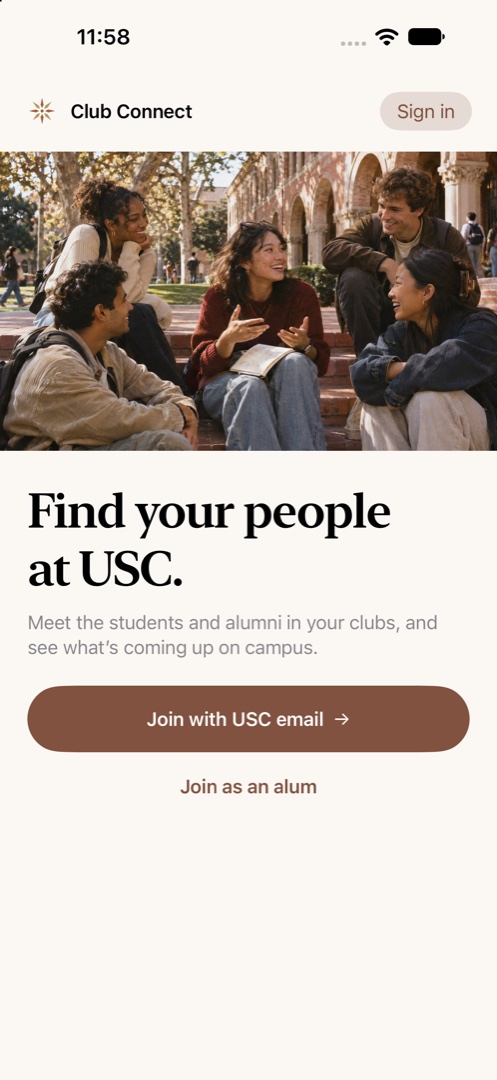 11:58
Club Connect
Sign in
Find your people
at USC.
Meet the students and alumni in your clubs, and
see what’s coming up on campus.
Join with USC email →
Join as an alum